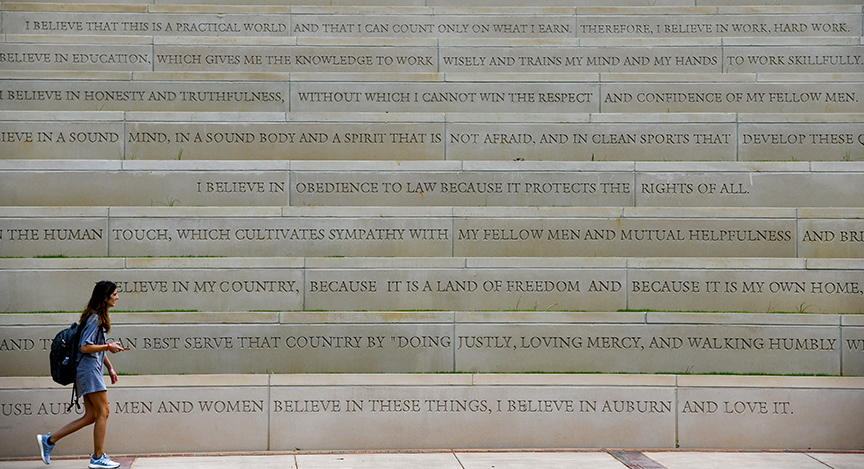 I BELIEVE THAT THIS IS A PRACTICAL WORLD AND THAT I CAN COUNT ONLY ON WHAT I EARN. THEREFORE, I BELIEVE IN WORK, HARD WORK.
BELIEVE IN EDUCATION, WHICH GIVES ME THE KNOWLEDGE TO WORK WISELY AND TRAINS MY MIND AND MY HANDS TO WORK SKILLFULLY.
I BELIEVE IN HONESTY AND TRUTHFULNESS, WITHOUT WHICH I CANNOT WIN THE RESPECT AND CONFIDENCE OF MY FELLOW MEN.
IEVE IN A SOUND MIND, IN A SOUND BODY AND A SPIRIT THAT IS NOT AFRAID, AND IN CLEAN SPORTS THAT DEVELOP THESE Q
I BELIEVE IN OBEDIENCE TO LAW BECAUSE IT PROTECTS THE RIGHTS OF ALL.
N THE HUMAN TOUCH, WHICH CULTIVATES SYMPATHY WITH MY FELLOW MEN AND MUTUAL HELPFULNESS AND BRI
ELIEVE IN MY COUNTRY, BECAUSE IT IS A LAND OF FREEDOM AND BECAUSE IT IS MY OWN HOME,
AND T AN BEST SERVE THAT COUNTRY BY "DOING JUSTLY, LOVING MERCY, AND WALKING HUMBLY WI
USE AUBU MEN AND WOMEN BELIEVE IN THESE THINGS, I BELIEVE IN AUBURN AND LOVE IT.